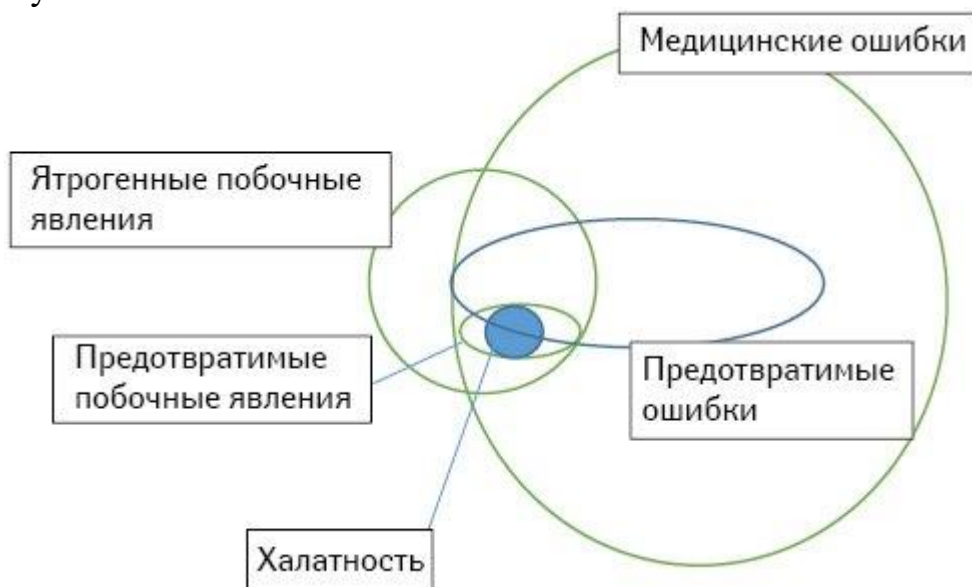 Медицинские ошибки
Ятрогенные побочные
явления
Предотвратимые
побочные явления
Предотвратимые
ошибки
Халатность